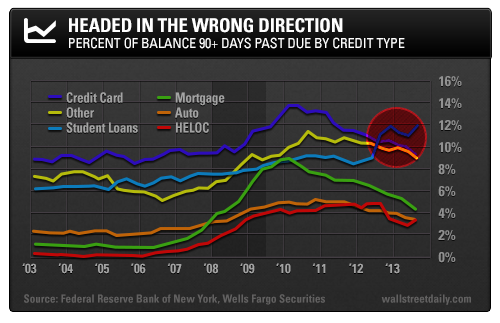 HEADED IN THE WRONG DIRECTION
PERCENT OF BALANCE 90+ DAYS PAST DUE BY CREDIT TYPE
Credit Card
Other
Student Loans
Mortgage
Auto
HELOC
16%
14%
12%
10%
8%
6%
4%
2%
0%
'03 '04 '05 '06 '07 '08 '09 '10 '11 '12 '13
Source: Federal Reserve Bank of New York, Wells Fargo Securities
wallstreetdaily.com